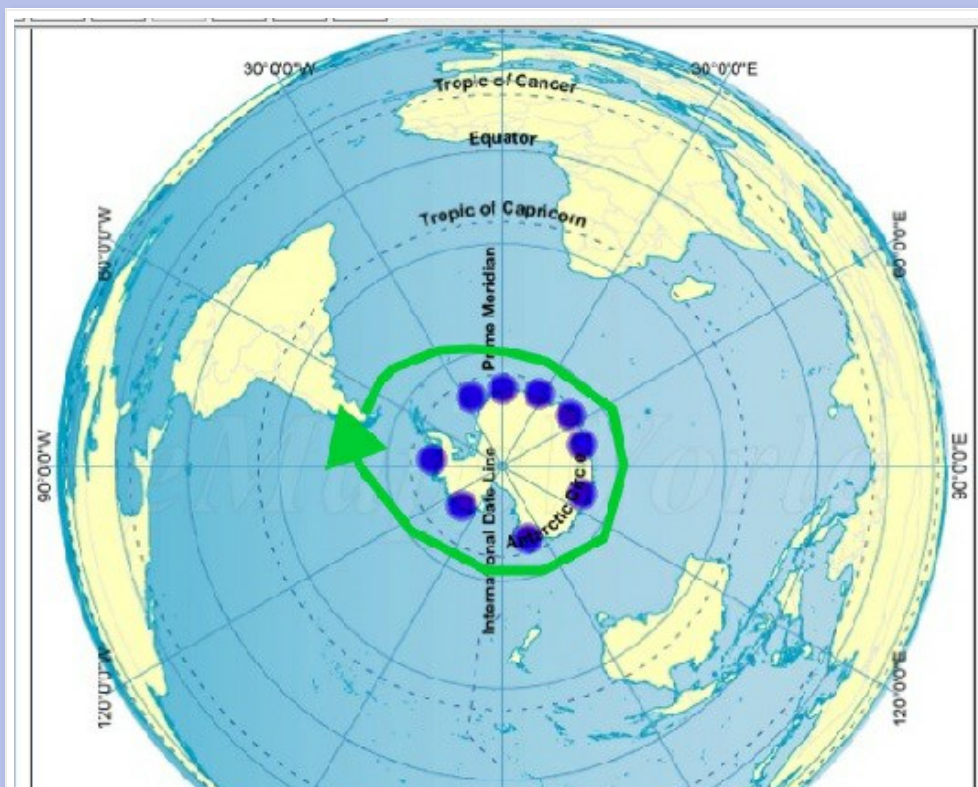 30°0'0"W
30°0'0"E
Tropic of Cancer
Equator
Tropic of Capricorn
60°0'0"W
60°0'0"E
Prime Meridian
90°0'0"W
90°0'0"E
International Date Line
Antarctic Circle
120°0'0"W
120°0'0"E